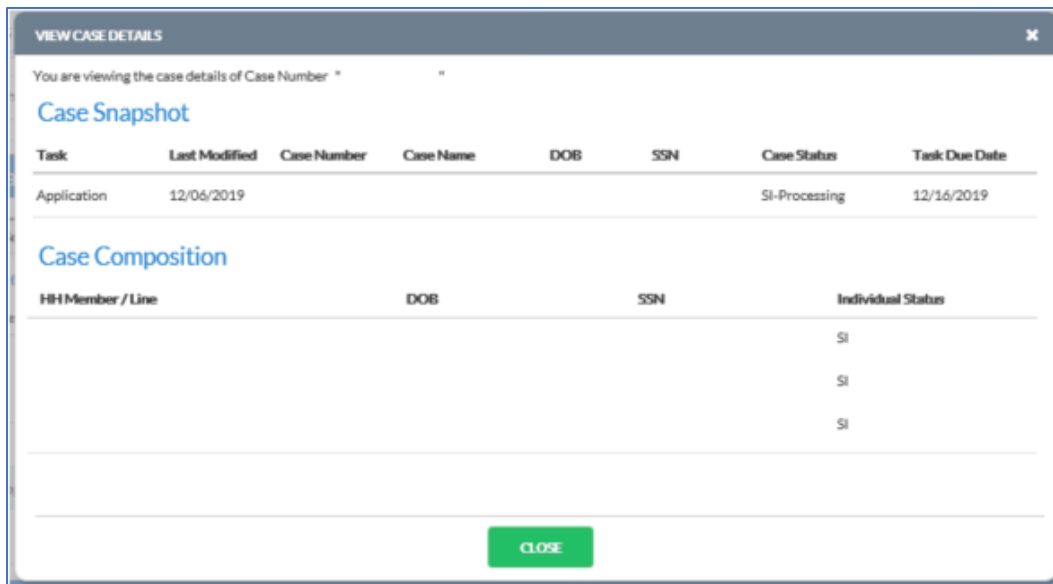 VIEW CASE DETAILS
You are viewing the case details of Case Number " "
Case Snapshot
Task Last Modified Case Number Case Name DOB SSN Case Status Task Due Date
Application 12/06/2019 SI-Processing 12/16/2019
Case Composition
HH Member / Line DOB SSN Individual Status
SI
SI
SI
CLOSE